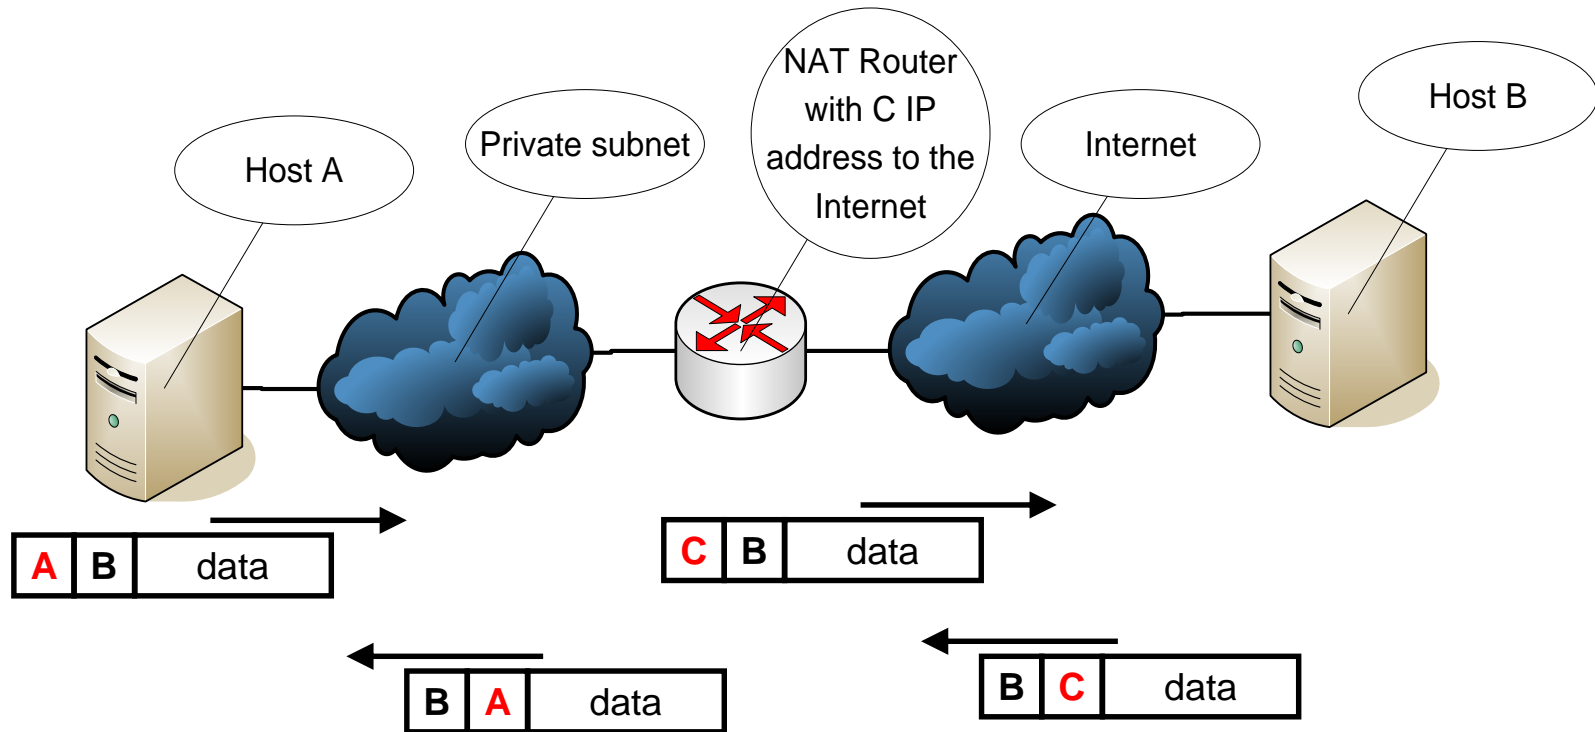 NAT Router
with C IP
address to the
Internet
Host B
Private subnet
Internet
Host A
A B data
C B data
B A data
B C data